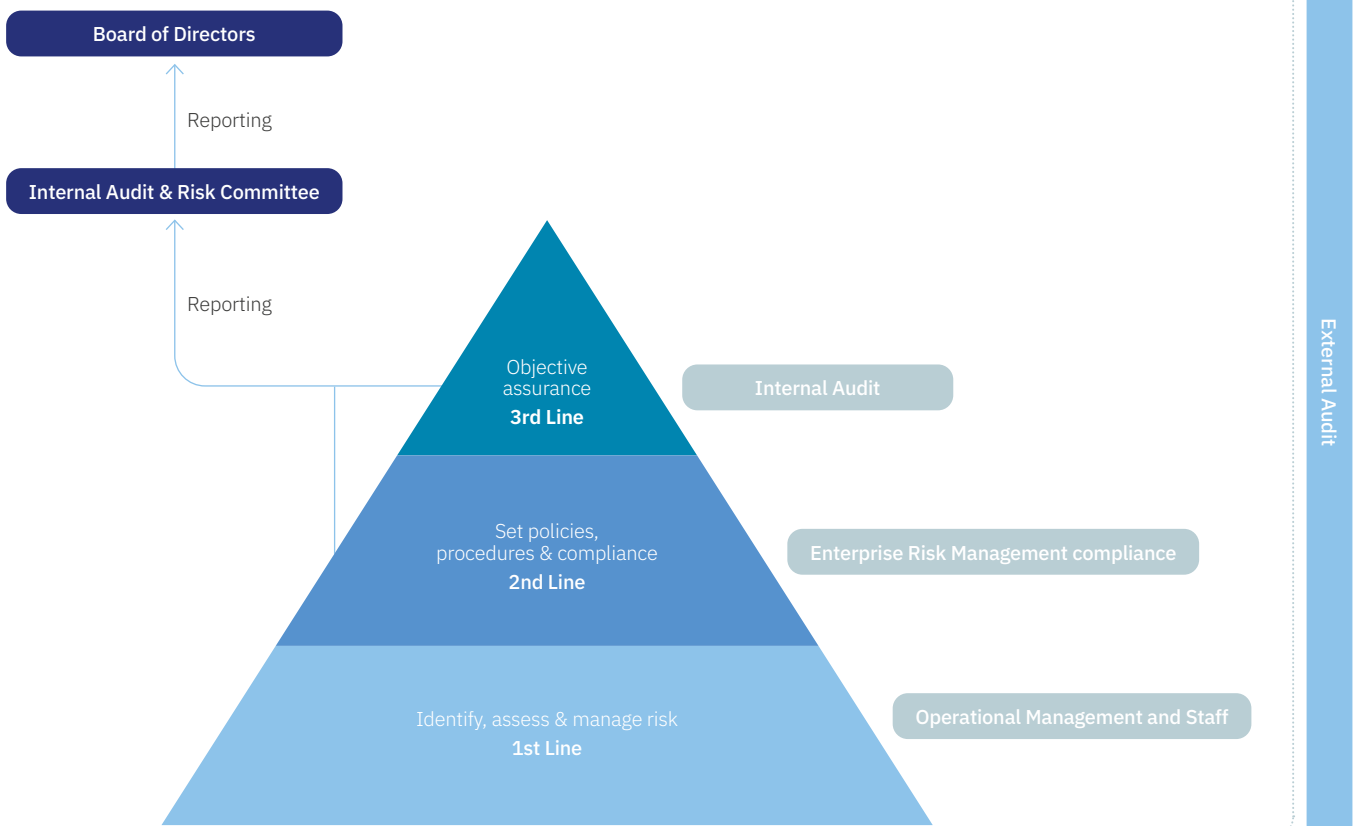 Board of Directors
Reporting
Internal Audit & Risk Committee
Reporting
Objective
assurance
3rd Line
Internal Audit
Set policies,
procedures & compliance
2nd Line
Enterprise Risk Management compliance
Identify, assess & manage risk
1st Line
Operational Management and Staff
External Audit